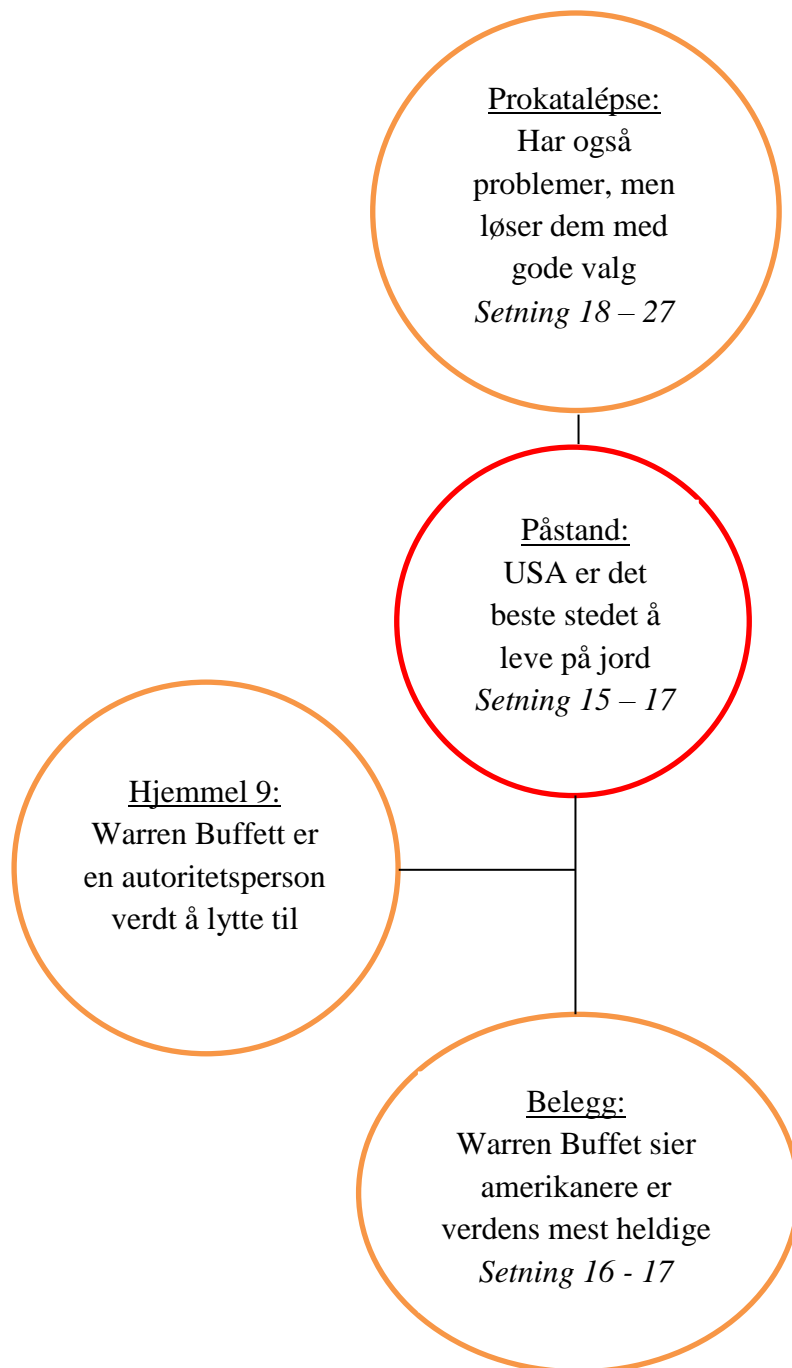 Prokatalépse:
Har også
problemer, men
løser dem med
gode valg
Setning 18 – 27
Påstand:
USA er det
beste stedet å
leve på jord
Setning 15 – 17
Hjemmel 9:
Warren Buffett er
en autoritetsperson
verdt å lytte til
Belegg:
Warren Buffet sier
amerikanere er
verdens mest heldige
Setning 16 - 17